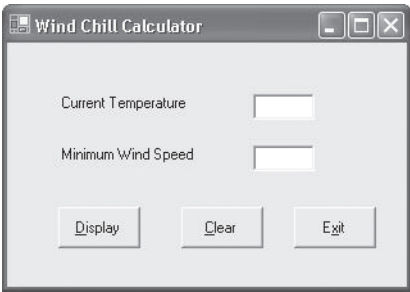 Wind Chill Calculator
Current Temperature
Minimum Wind Speed
Display Clear Exit